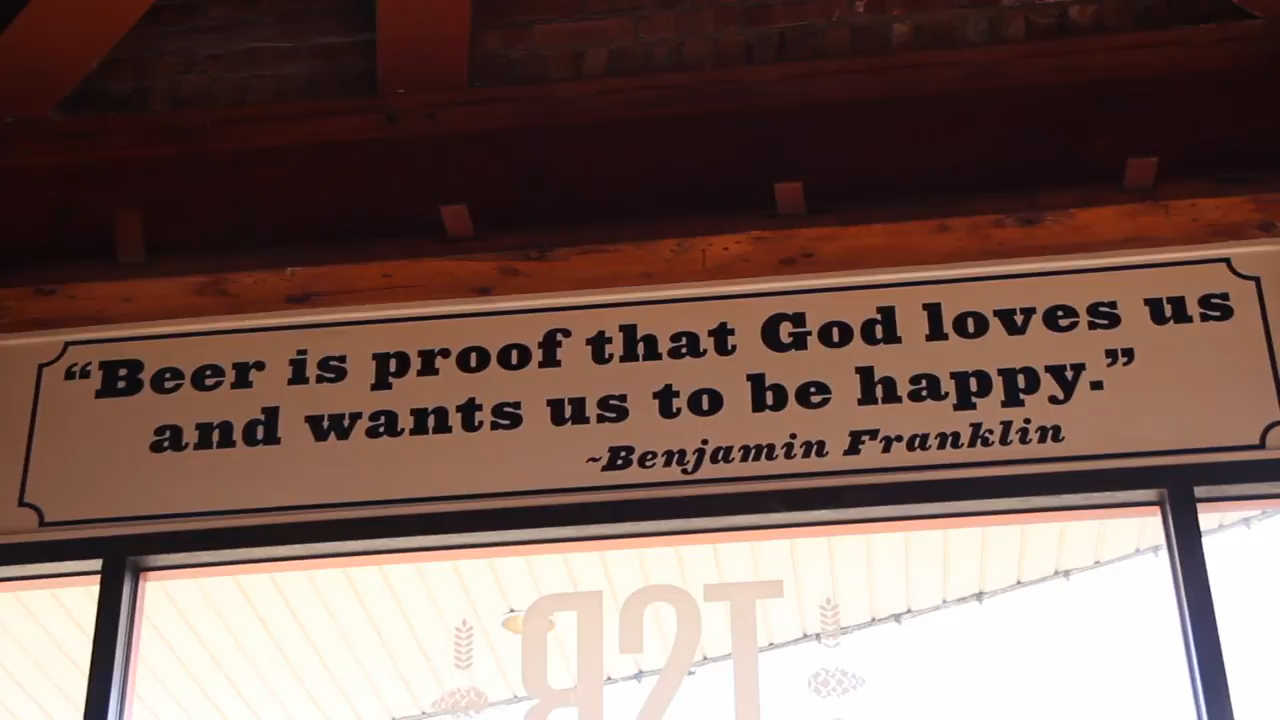 “Beer is proof that God loves us
and wants us to be happy.”
~Benjamin Franklin